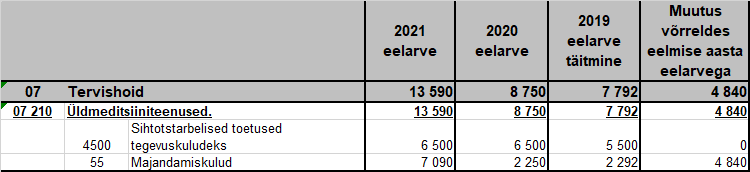 2021 eelarve 2020 eelarve 2019 eelarve täitmine Muutus võrreldes eelmise aasta eelarvega
07 Tervishoid 13 590 8 750 7 792 4 840
07 210 Üldmeditsiiniteenused. 13 590 8 750 7 792 4 840
Sihtotstarbelised toetused
4500 tegevuskuludeks 6 500 6 500 5 500 0
55 Majandamiskulud 7 090 2 250 2 292 4 840